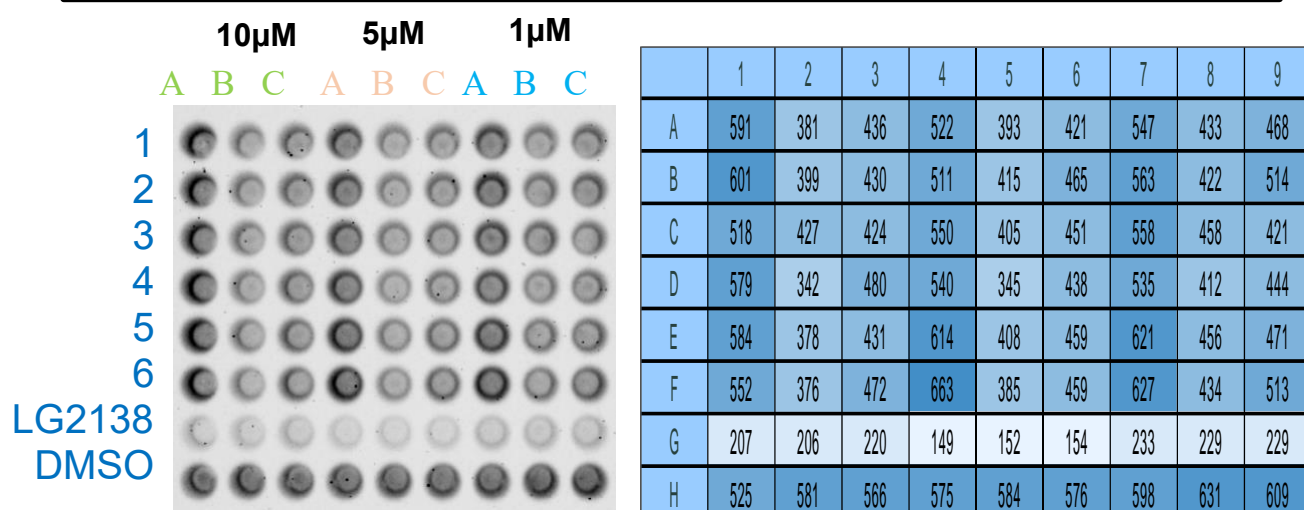 10µM 5µM 1µM
A B C A B C A B C
1
2
3
4
5
6
LG2138
DMSO
1 2 3 4 5 6 7 8 9
A 591 381 436 522 393 421 547 433 468
B 601 399 430 511 415 465 563 422 514
C 518 427 424 550 405 451 558 458 421
D 579 342 480 540 345 438 535 412 444
E 584 378 431 614 408 459 621 456 471
F 552 376 472 663 385 459 627 434 513
G 207 206 220 149 152 154 233 229 229
H 525 581 566 575 584 576 598 631 609